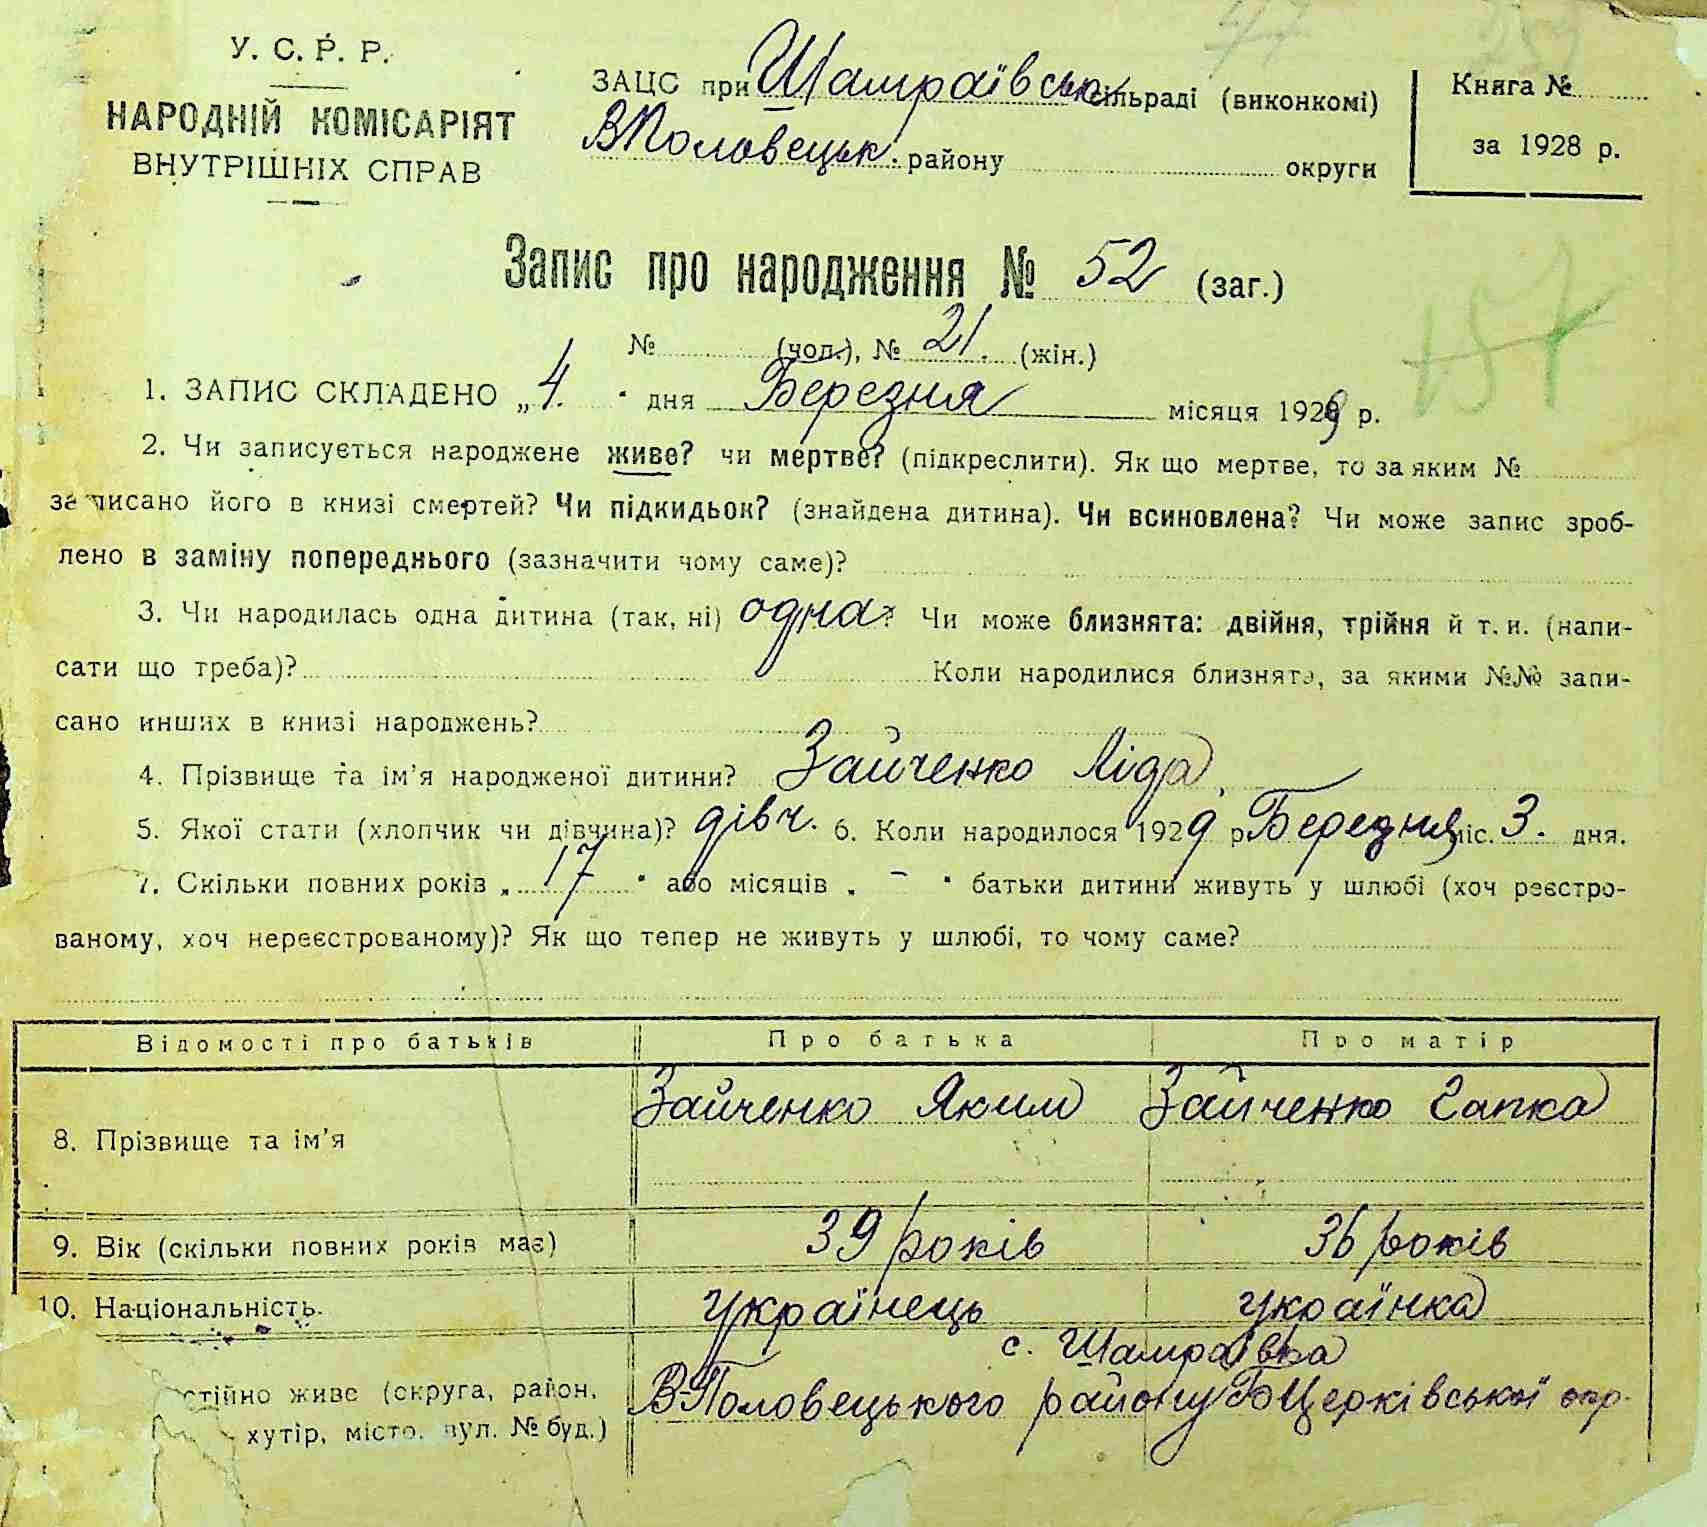 У. С. Р. Р.
НАРОДНІЙ КОМІСАРІЯТ
ВНУТРІШНІХ СПРАВ
ЗАЦС при Шамраївськ. сільраді (виконкомі)
ВПоловецьк. району округи
Книга №
за 1928 р.
Запис про народження № 52 (заг.)
№ (чол.), № 21. (жін.)
1. ЗАПИС СКЛАДЕНО „4." дня Березня місяця 1929 р.
2. Чи записується народжене живе? чи мертве? (підкреслити). Як що мертве, то за яким №
записано його в книзі смертей? Чи підкидьок? (знайдена дитина). Чи всиновлена? Чи може запис зроб-
лено в заміну попереднього (зазначити чому саме)?
3. Чи народилась одна дитина (так, ні) одна? Чи може близнята: двійня, трійня й т. и. (напи-
сати що треба)? Коли народилися близнята, за якими №№ запи-
сано инших в книзі народжень?
4. Прізвище та ім'я народженої дитини? Зайченко Ліда
5. Якої стати (хлопчик чи дівчина)? дівч. 6. Коли народилося 1929 р Березня міс. 3. дня.
7. Скільки повних років „ 17 " або місяців „ – " батьки дитини живуть у шлюбі (хоч реєстро-
ваному, хоч нереєстрованому)? Як що тепер не живуть у шлюбі, то чому саме?
Відомості про батьків Про батька Про матір
8. Прізвище та ім'я Зайченко Яким Зайченко Гапка
9. Вік (скільки повних років має) 39 років 36 років
10. Національність. українець українка
с. Шамраївка
стійно живе (округа, район, В-Половецького району БЦерківської окр.
хутір, місто, вул. № буд.)